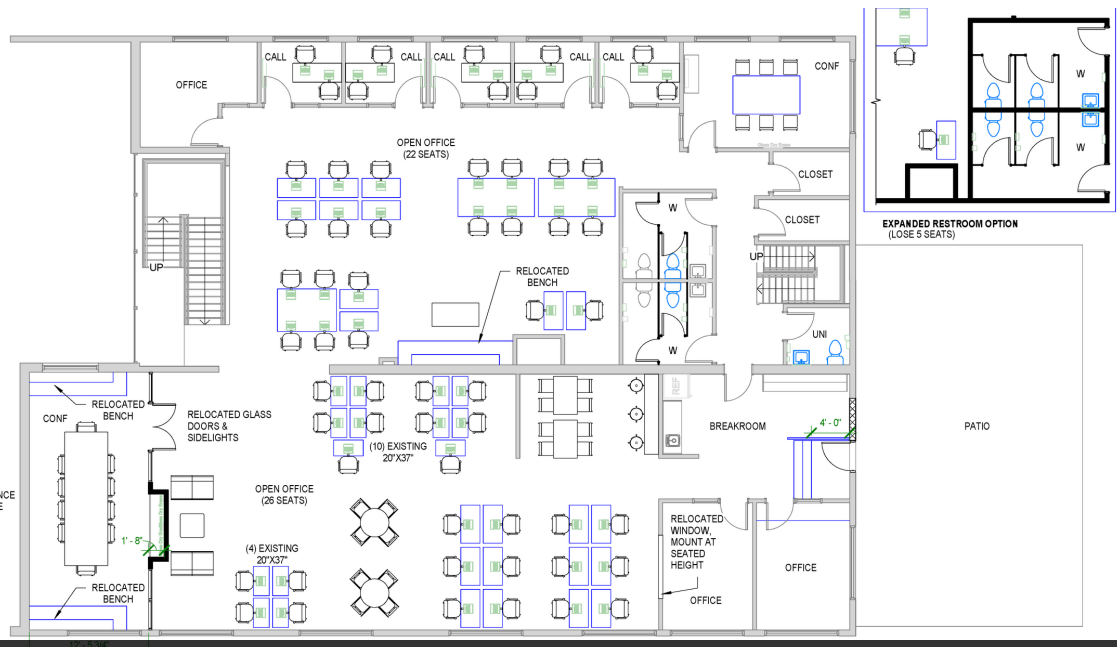 OFFICE
CALL
CALL
CALL
CALL
CALL
CONF
W
W
EXPANDED RESTROOM OPTION
(LOSE 5 SEATS)
OPEN OFFICE
(22 SEATS)
CLOSET
CLOSET
W
UP
UP
RELOCATED
BENCH
UNI
W
RELOCATED
BENCH
CONF
RELOCATED GLASS
DOORS &
SIDELIGHTS
REF
BREAKROOM
4' - 0"
PATIO
(10) EXISTING
20"X37"
OPEN OFFICE
(26 SEATS)
NCE
E
1' - 8"
(4) EXISTING
20"X37"
RELOCATED
WINDOW,
MOUNT AT
SEATED
HEIGHT
OFFICE
OFFICE
RELOCATED
BENCH